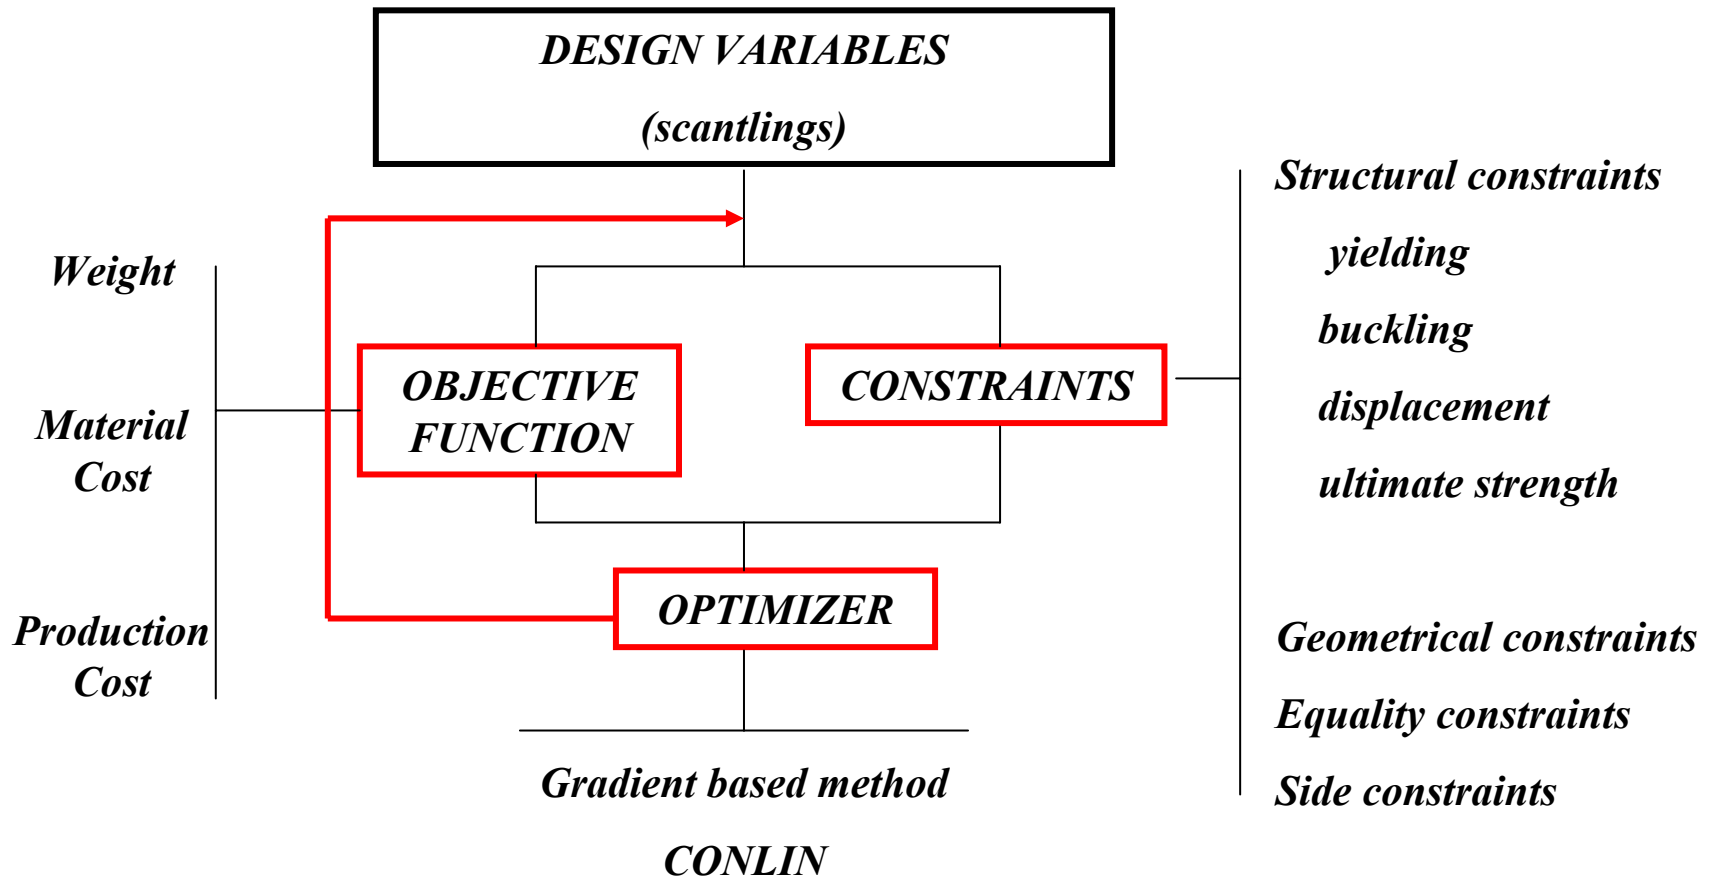 DESIGN VARIABLES
(scantlings)
Weight
Material
Cost
Production
Cost
OBJECTIVE
FUNCTION
CONSTRAINTS
OPTIMIZER
Gradient based method
CONLIN
Structural constraints
yielding
buckling
displacement
ultimate strength
Geometrical constraints
Equality constraints
Side constraints